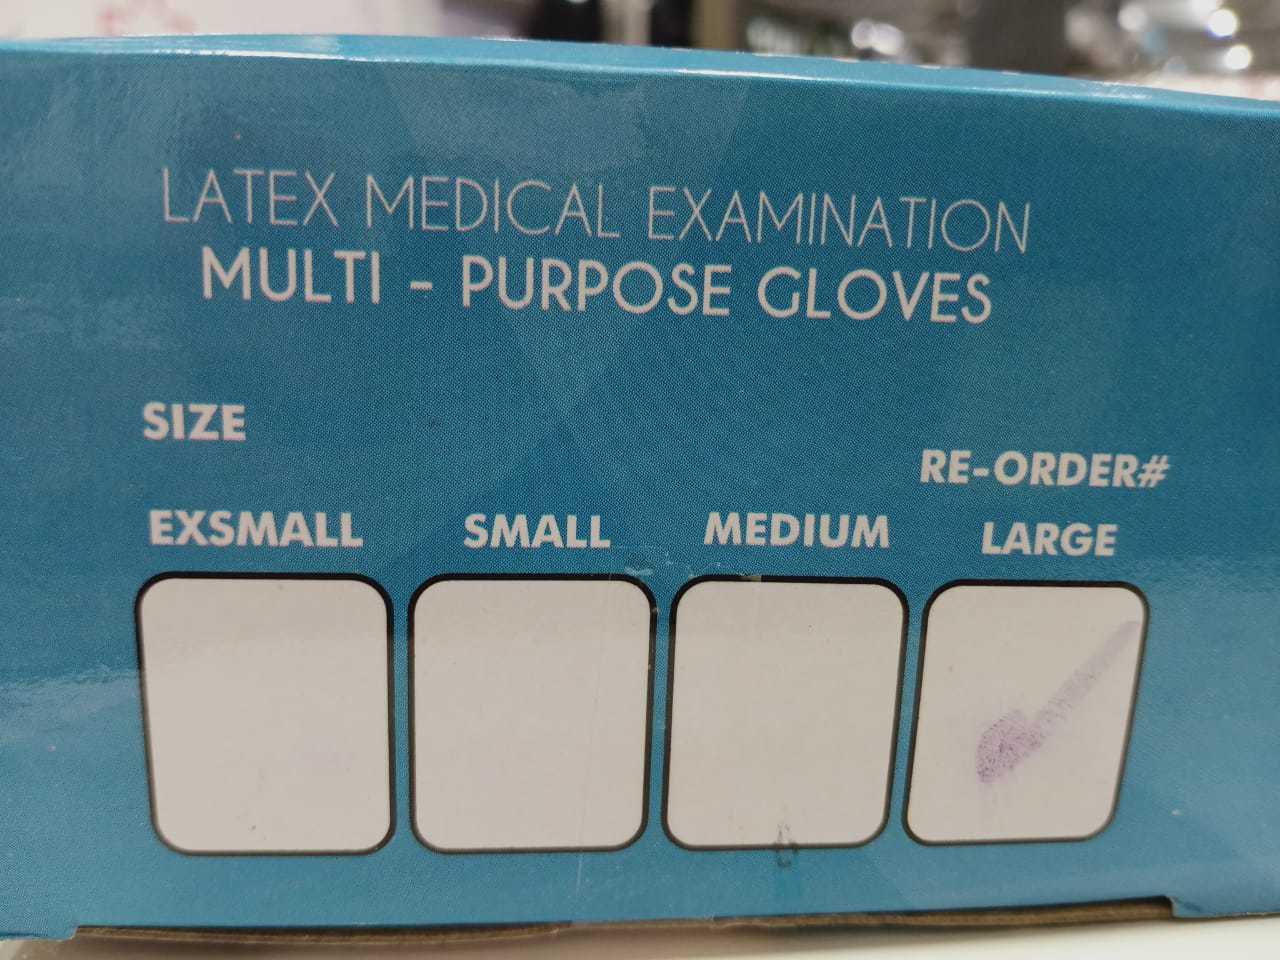 LATEX MEDICAL EXAMINATION
MULTI - PURPOSE GLOVES
SIZE
RE-ORDER#
EXSMALL SMALL MEDIUM LARGE